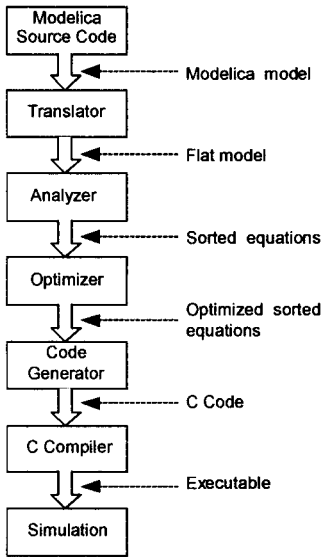 Modelica
Source Code
Modelica model
Translator
Flat model
Analyzer
Sorted equations
Optimizer
Optimized sorted
equations
Code
Generator
C Code
C Compiler
Executable
Simulation